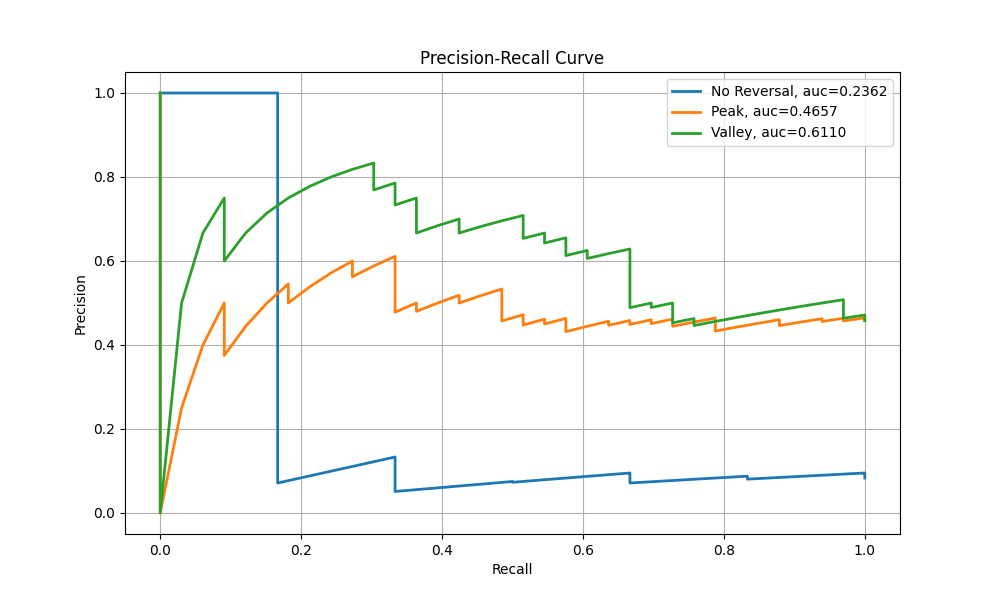 Precision-Recall Curve
No Reversal, auc=0.2362
Peak, auc=0.4657
Valley, auc=0.6110
Precision
1.0
0.8
0.6
0.4
0.2
0.0
0.0 0.2 0.4 0.6 0.8 1.0
Recall